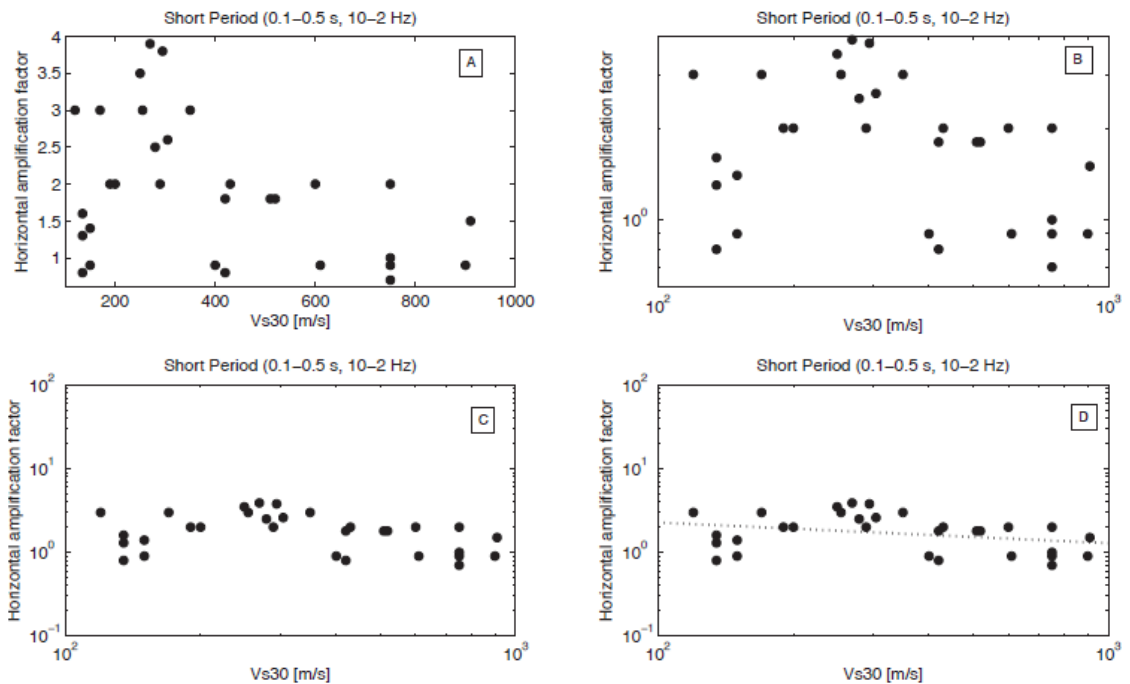 Short Period (0.1−0.5 s, 10−2 Hz)
A
Horizontal amplification factor
4
3.5
3
2.5
2
1.5
1
200
400
600
800
1000
Vs30 [m/s]
Short Period (0.1−0.5 s, 10−2 Hz)
B
Horizontal amplification factor
10^0
10^2
10^3
Vs30 [m/s]
Short Period (0.1−0.5 s, 10−2 Hz)
C
Horizontal amplification factor
10^2
10^1
10^0
10^−1
10^2
10^3
Vs30 [m/s]
Short Period (0.1−0.5 s, 10−2 Hz)
D
Horizontal amplification factor
10^2
10^1
10^0
10^−1
10^2
10^3
Vs30 [m/s]